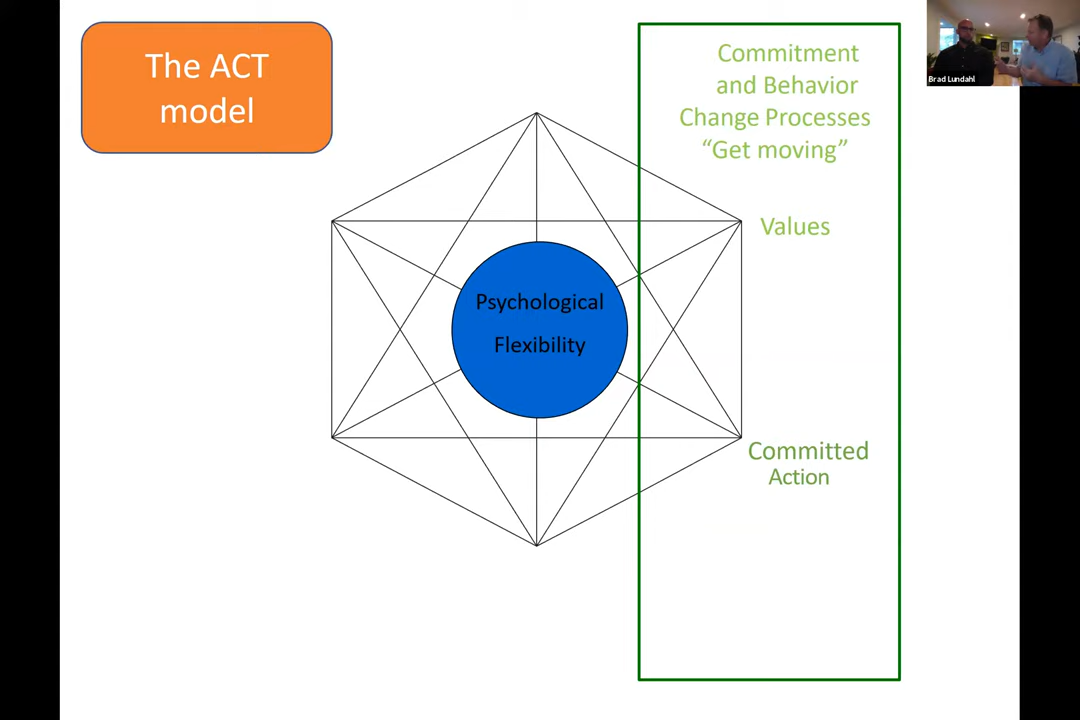 The ACT
model
Commitment
and Behavior
Change Processes
“Get moving”
Values
Psychological
Flexibility
Committed
Action
Brad Lundahl